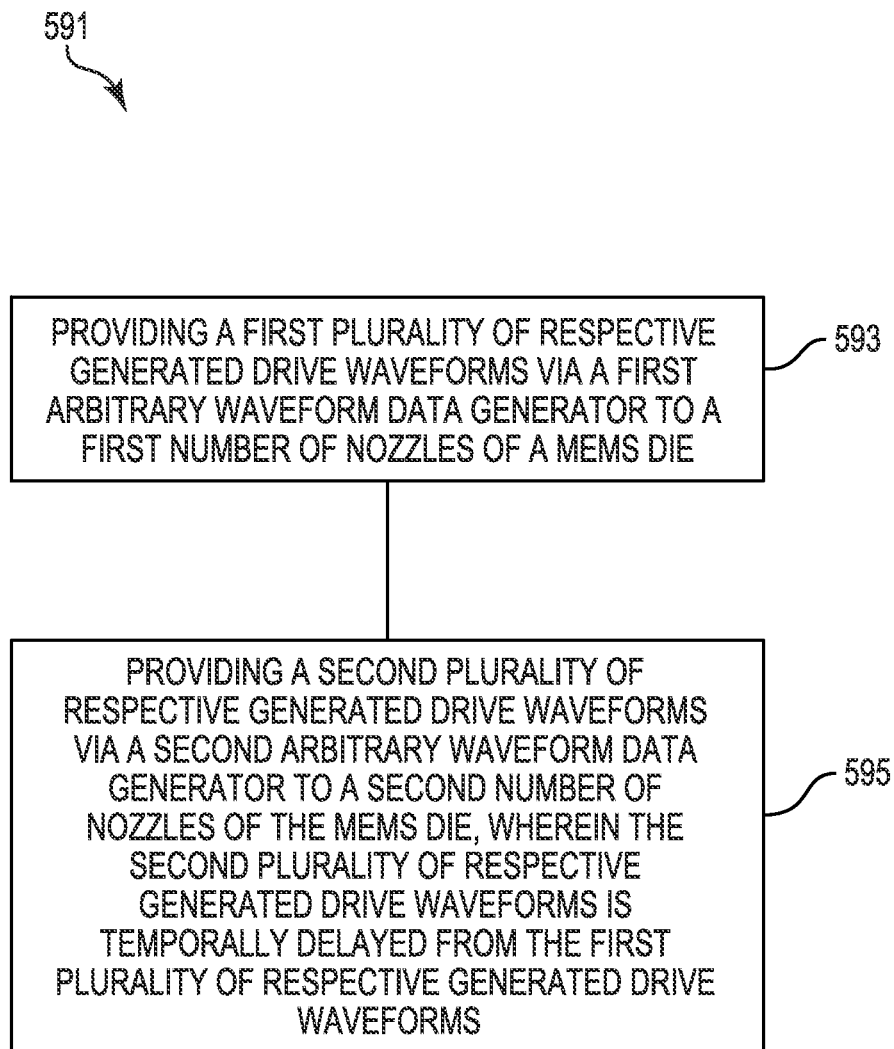 591
PROVIDING A FIRST PLURALITY OF RESPECTIVE
GENERATED DRIVE WAVEFORMS VIA A FIRST
ARBITRARY WAVEFORM DATA GENERATOR TO A
FIRST NUMBER OF NOZZLES OF A MEMS DIE
593
PROVIDING A SECOND PLURALITY OF
RESPECTIVE GENERATED DRIVE WAVEFORMS
VIA A SECOND ARBITRARY WAVEFORM DATA
GENERATOR TO A SECOND NUMBER OF
NOZZLES OF THE MEMS DIE, WHEREIN THE
SECOND PLURALITY OF RESPECTIVE
GENERATED DRIVE WAVEFORMS IS
TEMPORALLY DELAYED FROM THE FIRST
PLURALITY OF RESPECTIVE GENERATED DRIVE
WAVEFORMS
595